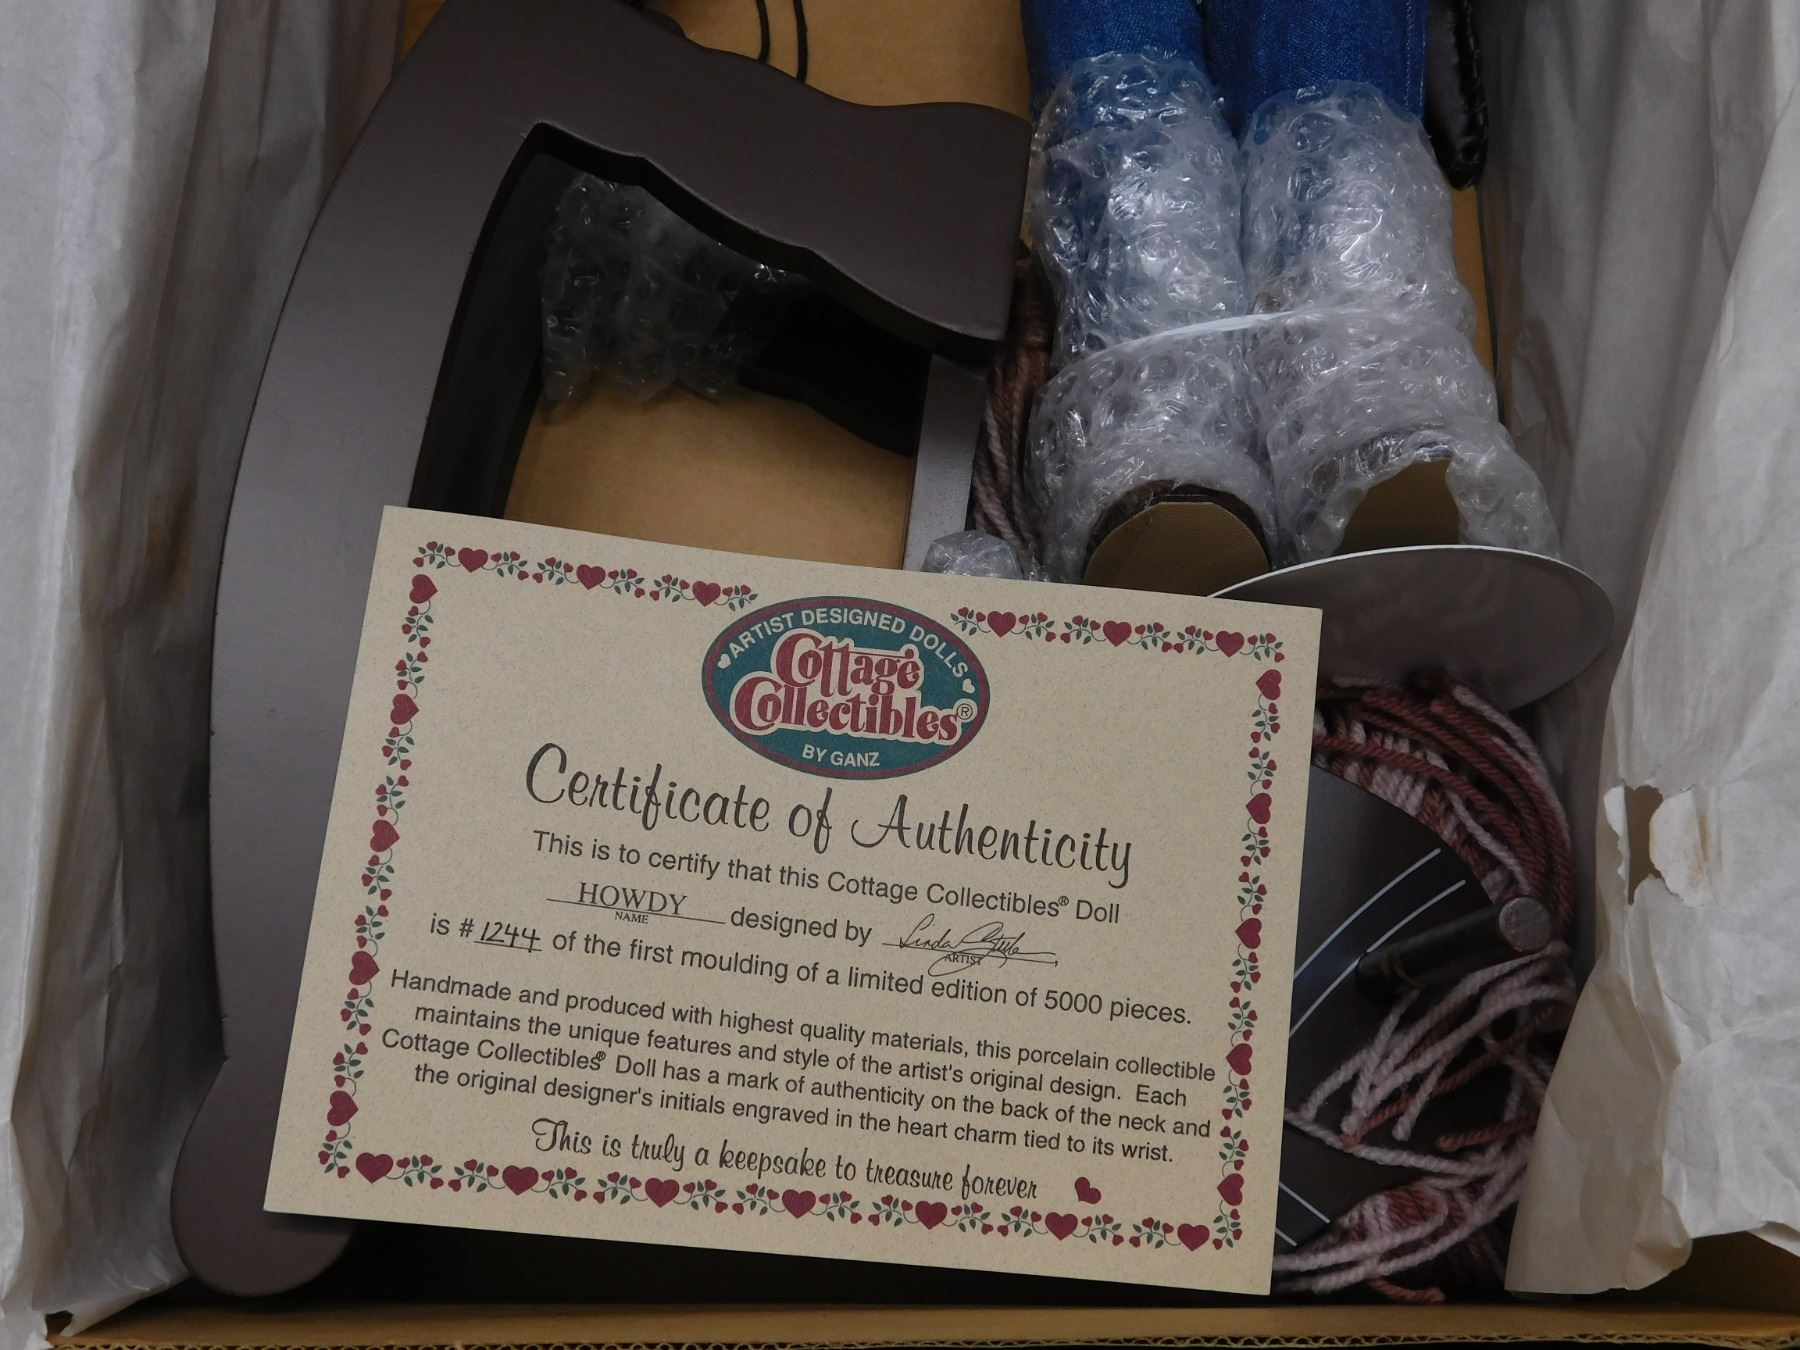 ARTIST DESIGNED DOLLS
Cottage
Collectibles®
BY GANZ
Certificate of Authenticity
This is to certify that this Cottage Collectibles® Doll
HOWDY designed by Linda Steele
NAME ARTIST
is # 1244 of the first moulding of a limited edition of 5000 pieces.
Handmade and produced with highest quality materials, this porcelain collectible
maintains the unique features and style of the artist's original design. Each
Cottage Collectibles® Doll has a mark of authenticity on the back of the neck and
the original designer's initials engraved in the heart charm tied to its wrist.
This is truly a keepsake to treasure forever